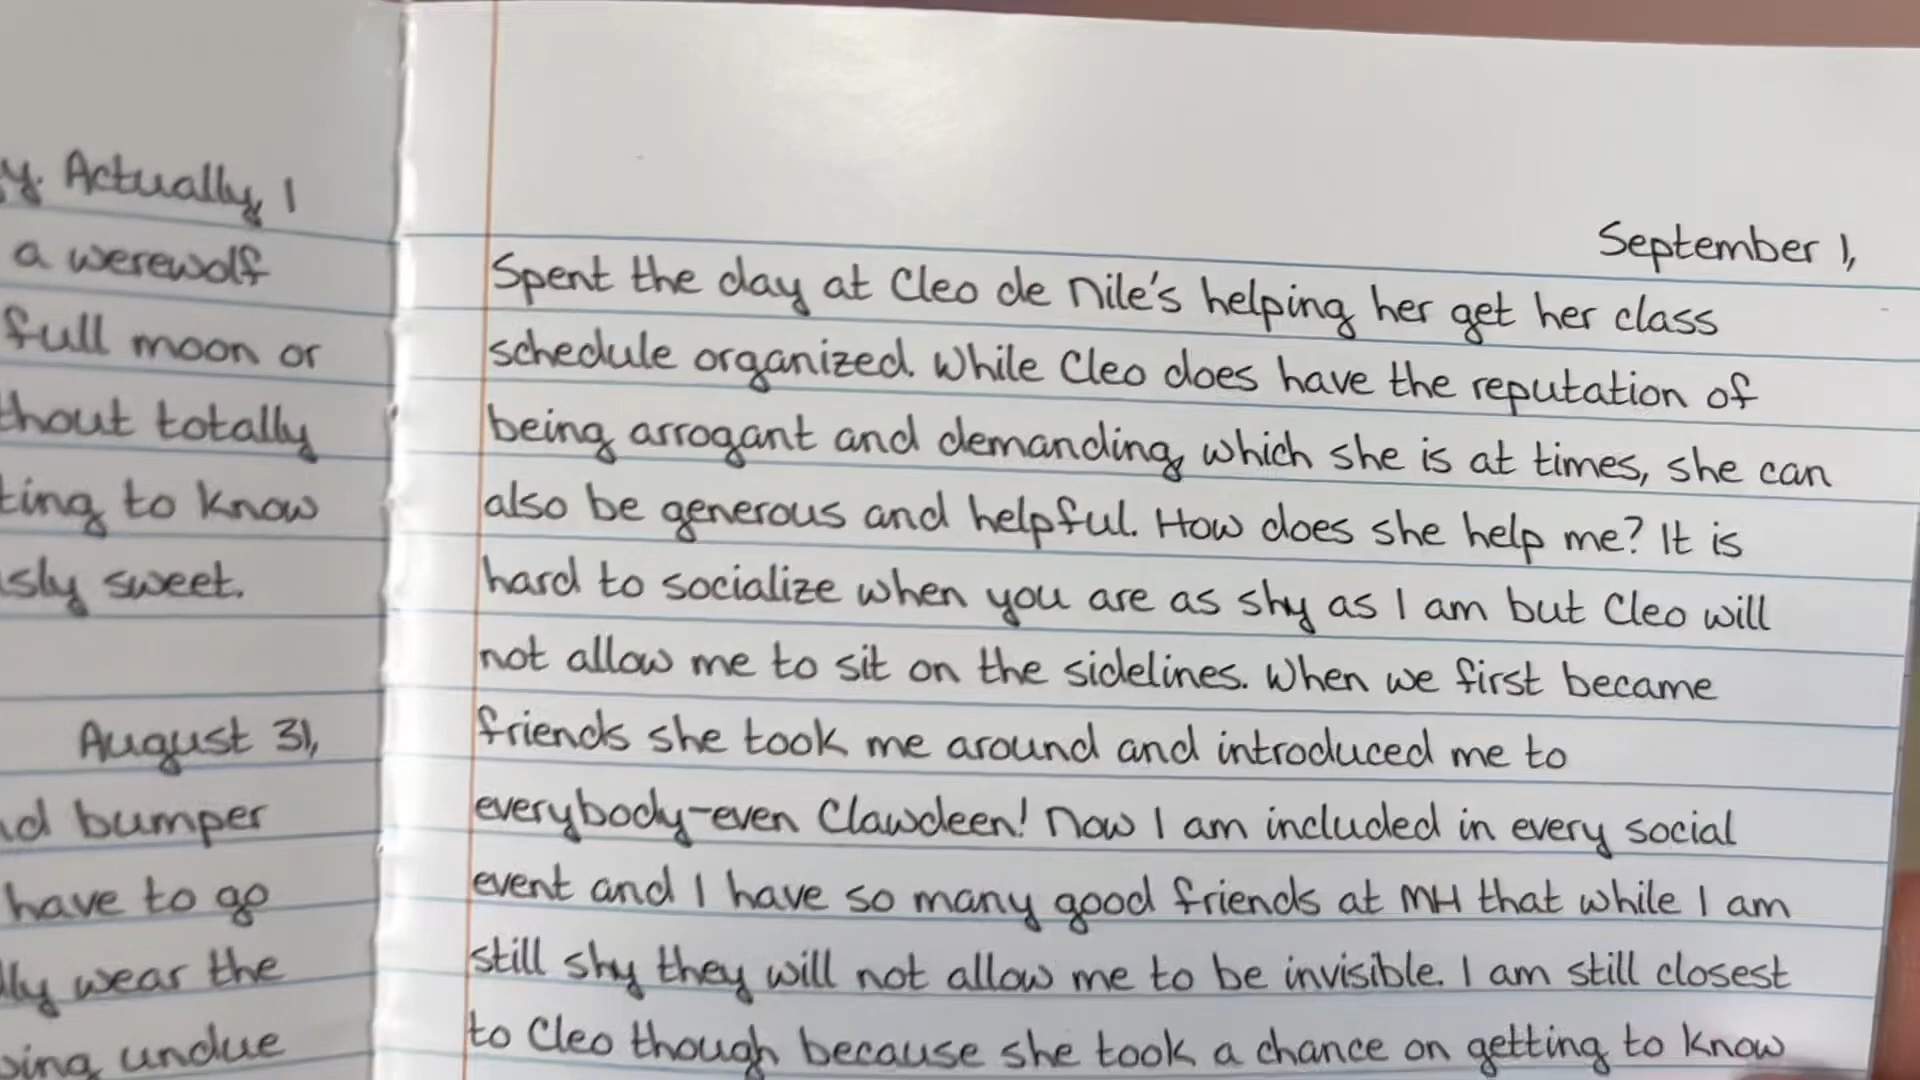 Actually, I
a werewolf
full moon or
totally
to know
sweet.
August 31,
bumper
have to go
wear the
undue
September 1,
Spent the day at Cleo de Nile's helping her get her class
schedule organized. While Cleo does have the reputation of
being arrogant and demanding, which she is at times, she can
also be generous and helpful. How does she help me? It is
hard to socialize when you are as shy as I am but Cleo will
not allow me to sit on the sidelines. When we first became
friends she took me around and introduced me to
everybody-even Clawdeen! Now I am included in every social
event and I have so many good friends at MH that while I am
still shy they will not allow me to be invisible. I am still closest
to Cleo though because she took a chance on getting to know